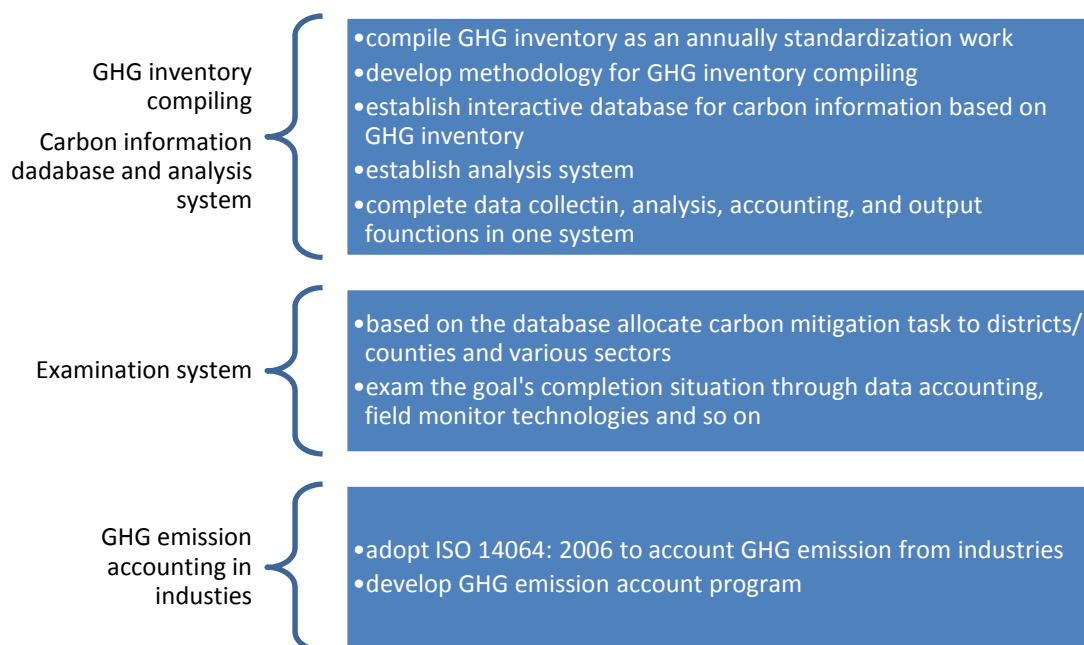 GHG inventory
compiling
Carbon information
dadabase and analysis
system
•compile GHG inventory as an annually standardization work
•develop methodology for GHG inventory compiling
•establish interactive database for carbon information based on
GHG inventory
•establish analysis system
•complete data collectin, analysis, accounting, and output
founctions in one system
Examination system
•based on the database allocate carbon mitigation task to districts/
counties and various sectors
•exam the goal's completion situation through data accounting,
field monitor technologies and so on
GHG emission
accounting in
industies
•adopt ISO 14064: 2006 to account GHG emission from industries
•develop GHG emission account program